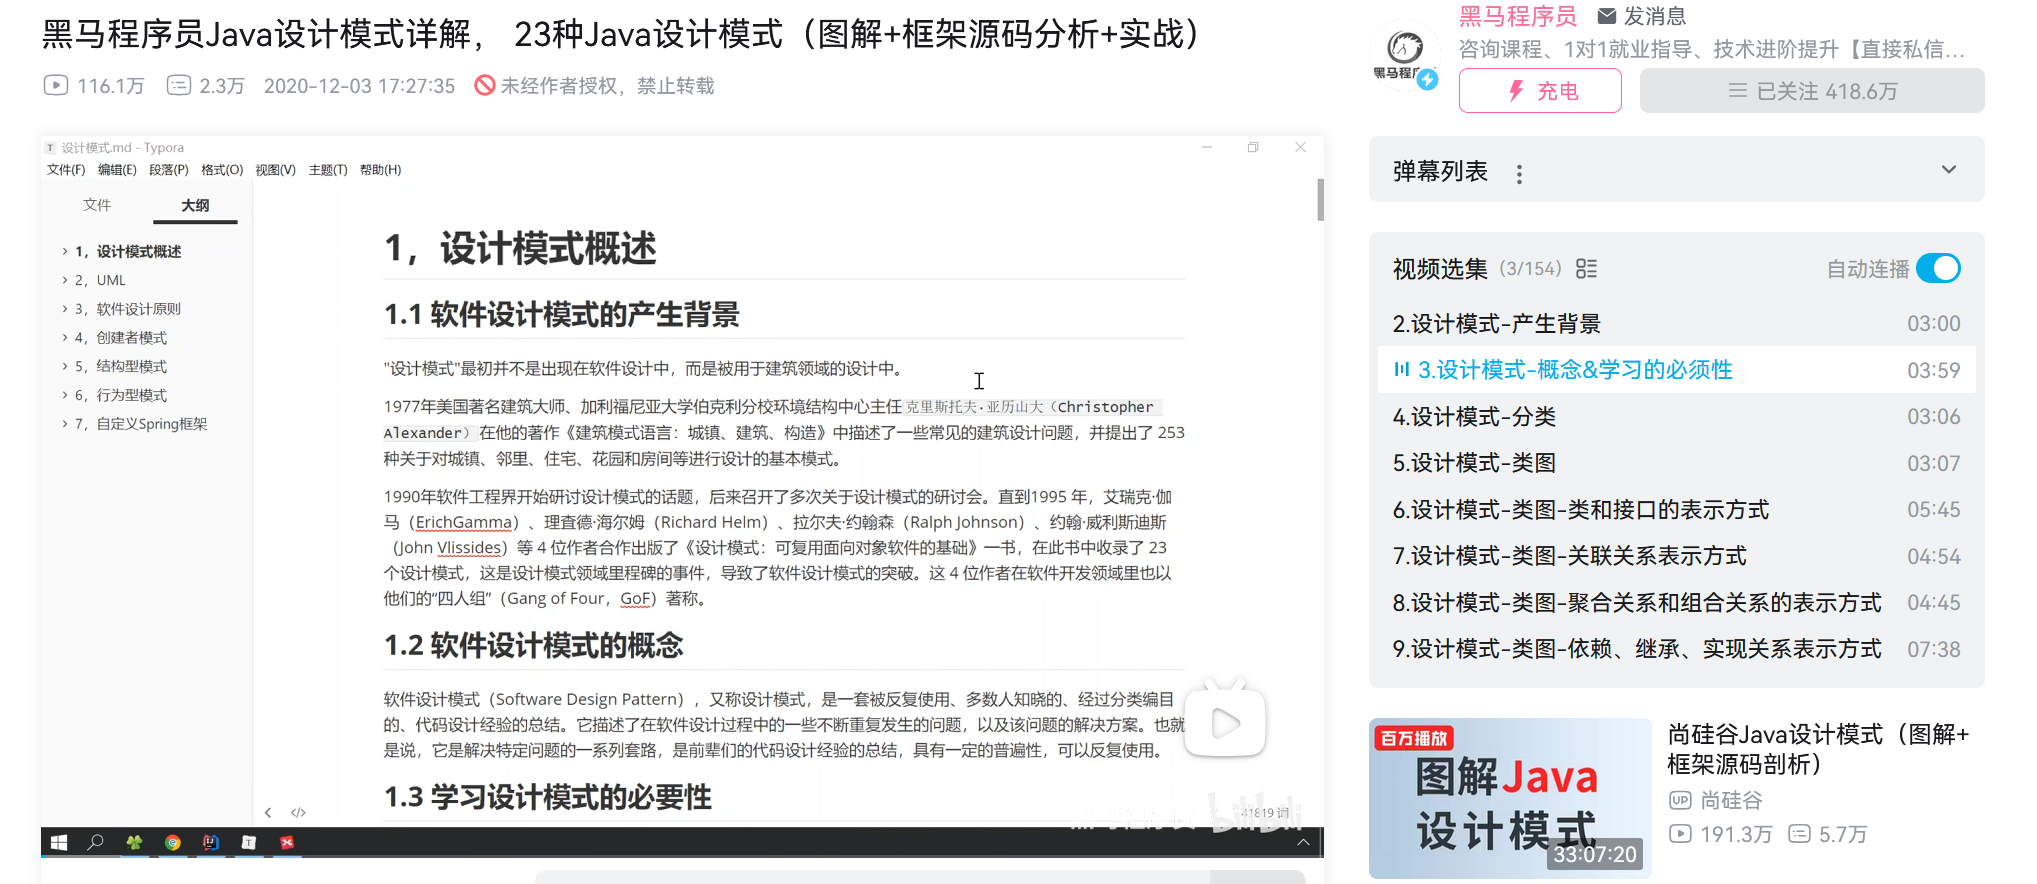 黑马程序员Java设计模式详解， 23种Java设计模式（图解+框架源码分析+实战）
116.1万 2.3万 2020-12-03 17:27:35 未经作者授权，禁止转载
设计模式.md - Typora
文件(F) 编辑(E) 段落(P) 格式(O) 视图(V) 主题(T) 帮助(H)
文件 大纲
1，设计模式概述
2，UML
3，软件设计原则
4，创建者模式
5，结构型模式
6，行为型模式
7，自定义Spring框架
1，设计模式概述
1.1 软件设计模式的产生背景
"设计模式"最初并不是出现在软件设计中，而是被用于建筑领域的设计中。
1977年美国著名建筑大师、加利福尼亚大学伯克利分校环境结构中心主任 克里斯托夫·亚历山大（Christopher
Alexander）在他的著作《建筑模式语言：城镇、建筑、构造》中描述了一些常见的建筑设计问题，并提出了 253
种关于对城镇、邻里、住宅、花园和房间等进行设计的基本模式。
1990年软件工程界开始研讨设计模式的话题，后来召开了多次关于设计模式的研讨会。直到1995 年，艾瑞克·伽
马（ErichGamma）、理查德·海尔姆（Richard Helm）、拉尔夫·约翰森（Ralph Johnson）、约翰·威利斯迪斯
（John Vlissides）等 4 位作者合作出版了《设计模式：可复用面向对象软件的基础》一书，在此书中收录了 23
个设计模式，这是设计模式领域里程碑的事件，导致了软件设计模式的突破。这 4 位作者在软件开发领域里也以
他们的“四人组”（Gang of Four，GoF）著称。
1.2 软件设计模式的概念
软件设计模式（Software Design Pattern），又称设计模式，是一套被反复使用、多数人知晓的、经过分类编目
的、代码设计经验的总结。它描述了在软件设计过程中的一些不断重复发生的问题，以及该问题的解决方案。也就
是说，它是解决特定问题的一系列套路，是前辈们的代码设计经验的总结，具有一定的普遍性，可以反复使用。
1.3 学习设计模式的必要性
41819 词
bilibili
黑马程序员 发消息
咨询课程、1对1就业指导、技术进阶提升【直接私信…
充电
已关注 418.6万
弹幕列表
视频选集 (3/154) 自动连播
2.设计模式-产生背景 03:00
3.设计模式-概念&学习的必须性 03:59
4.设计模式-分类 03:06
5.设计模式-类图 03:07
6.设计模式-类图-类和接口的表示方式 05:45
7.设计模式-类图-关联关系表示方式 04:54
8.设计模式-类图-聚合关系和组合关系的表示方式 04:45
9.设计模式-类图-依赖、继承、实现关系表示方式 07:38
百万播放
图解Java
设计模式
33:07:20
尚硅谷Java设计模式（图解+
框架源码剖析）
UP 尚硅谷
191.3万 5.7万